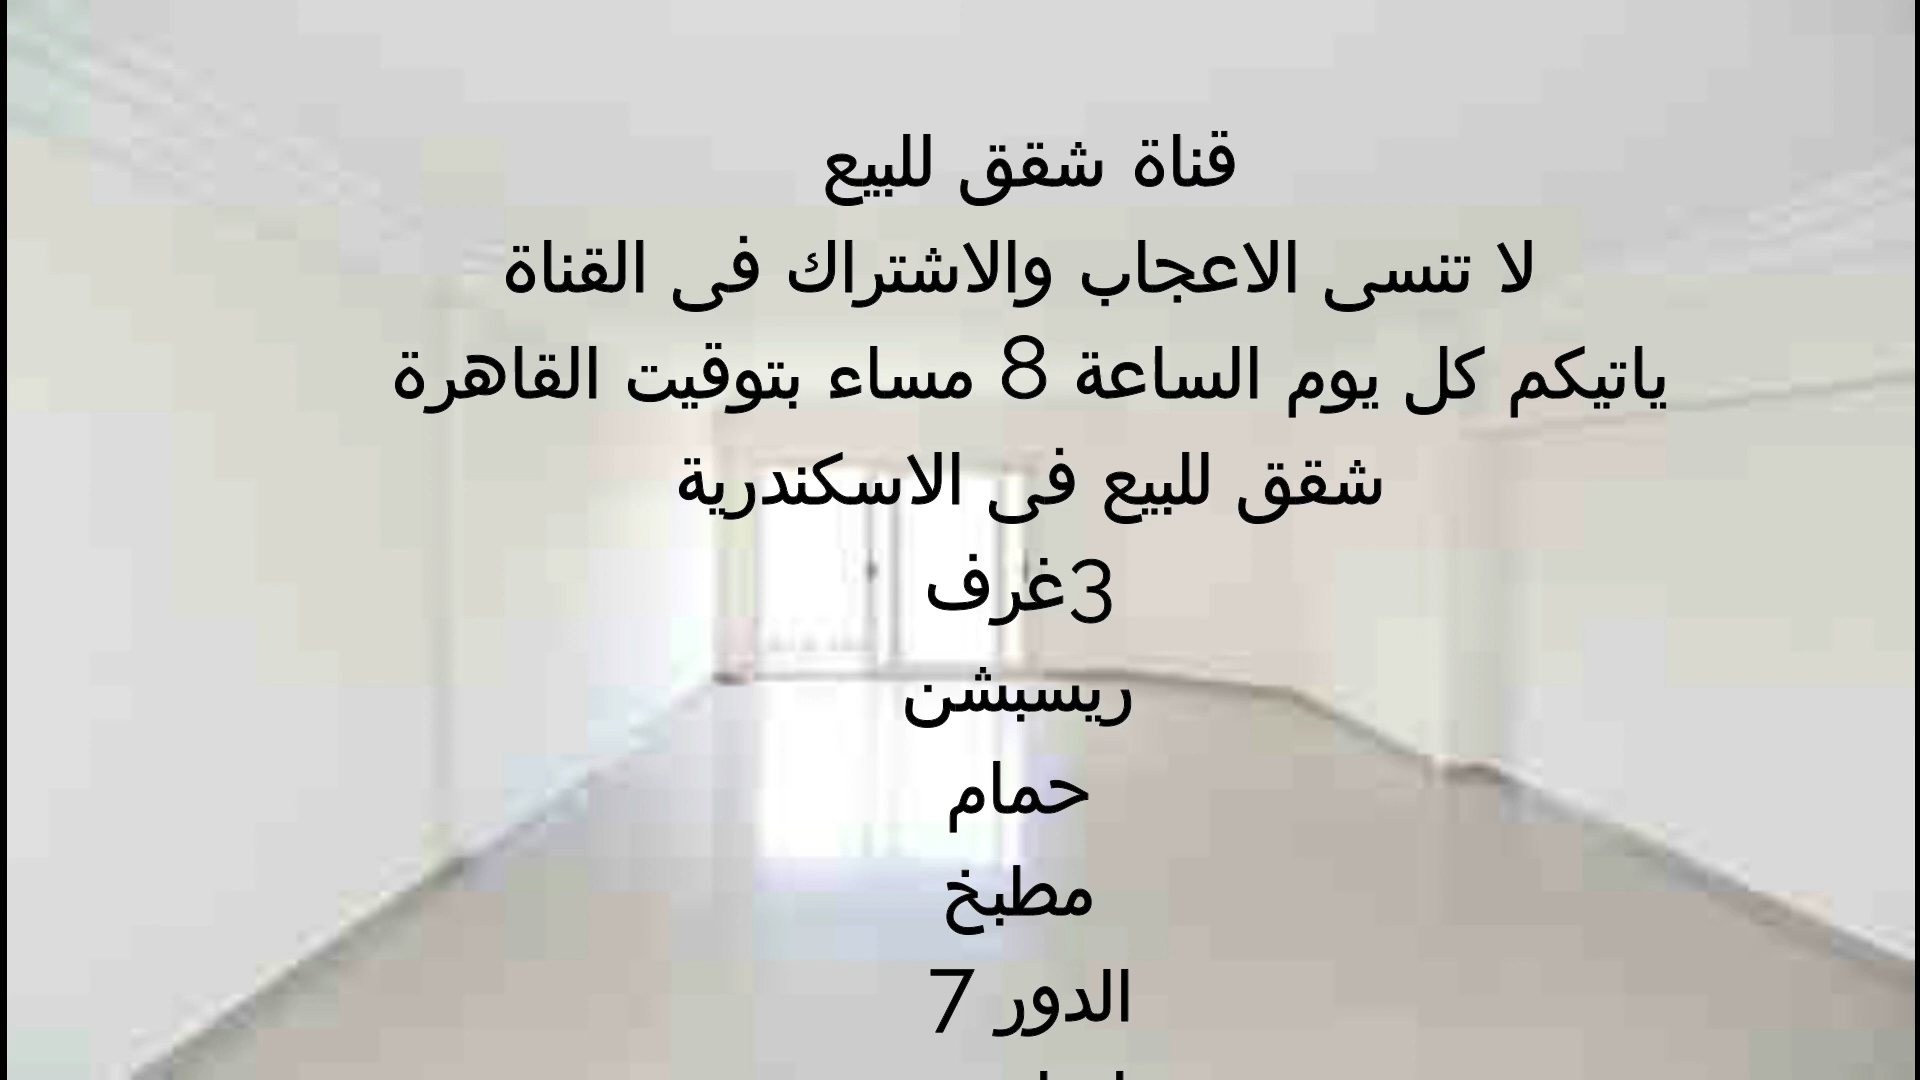 قناة شقق للبيع
لا تنسى الاعجاب والاشتراك فى القناة
ياتيكم كل يوم الساعة 8 مساء بتوقيت القاهرة
شقق للبيع فى الاسكندرية
3غرف
ريسبشن
حمام
مطبخ
الدور 7